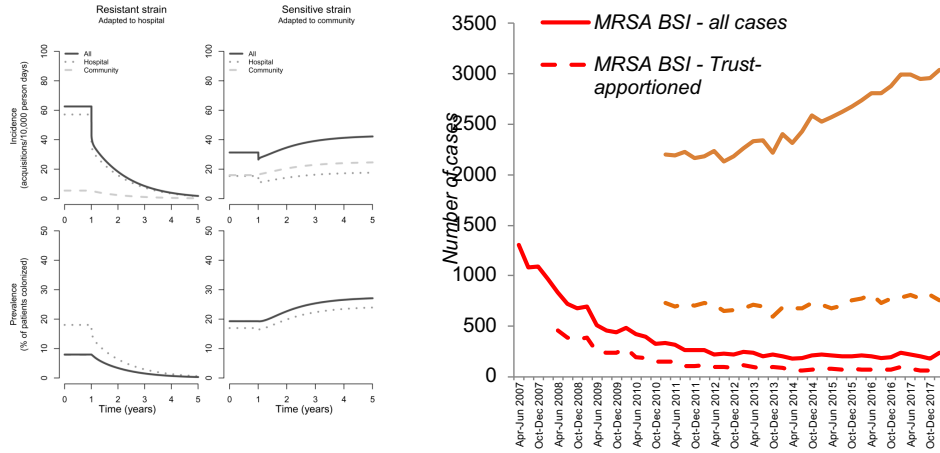 Resistant strain
Adapted to hospital
Sensitive strain
Adapted to community
Incidence
(acquisitions/10,000 person days)
100
80
60
40
20
0
All
Hospital
Community
0 1 2 3 4 5
100
80
60
40
20
0
All
Hospital
Community
0 1 2 3 4 5
Prevalence
(% of patients colonized)
50
40
30
20
10
0
0 1 2 3 4 5
Time (years)
50
40
30
20
10
0
0 1 2 3 4 5
Time (years)
MRSA BSI - all cases
MRSA BSI - Trust-
apportioned
Number of cases
3500
3000
2500
2000
1500
1000
500
0
Apr-Jun 2007
Oct-Dec 2007
Apr-Jun 2008
Oct-Dec 2008
Apr-Jun 2009
Oct-Dec 2009
Apr-Jun 2010
Oct-Dec 2010
Apr-Jun 2011
Oct-Dec 2011
Apr-Jun 2012
Oct-Dec 2012
Apr-Jun 2013
Oct-Dec 2013
Apr-Jun 2014
Oct-Dec 2014
Apr-Jun 2015
Oct-Dec 2015
Apr-Jun 2016
Oct-Dec 2016
Apr-Jun 2017
Oct-Dec 2017